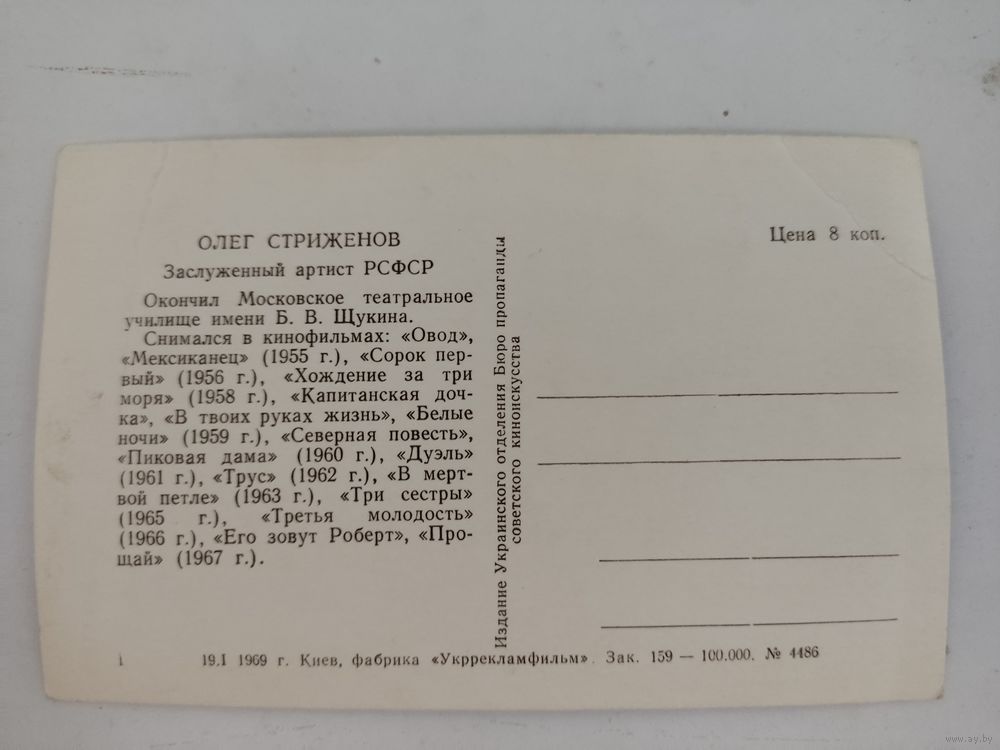 ОЛЕГ СТРИЖЕНОВ
Заслуженный артист РСФСР
Окончил Московское театральное
училище имени Б. В. Щукина.
Снимался в кинофильмах: «Овод»,
«Мексиканец» (1955 г.), «Сорок пер-
вый» (1956 г.), «Хождение за три
моря» (1958 г.), «Капитанская доч-
ка», «В твоих руках жизнь», «Белые
ночи» (1959 г.), «Северная повесть»,
«Пиковая дама» (1960 г.), «Дуэль»
(1961 г.), «Трус» (1962 г.), «В мерт-
вой петле» (1963 г.), «Три сестры»
(1965 г.), «Третья молодость»
(1966 г.), «Его зовут Роберт», «Про-
щай» (1967 г.).
Издание Украинского отделения Бюро пропаганды
советского киноискусства
Цена 8 коп.
1 19.I 1969 г. Киев, фабрика «Укррекламфильм». Зак. 159 — 100.000. № 4486
www.ay.by